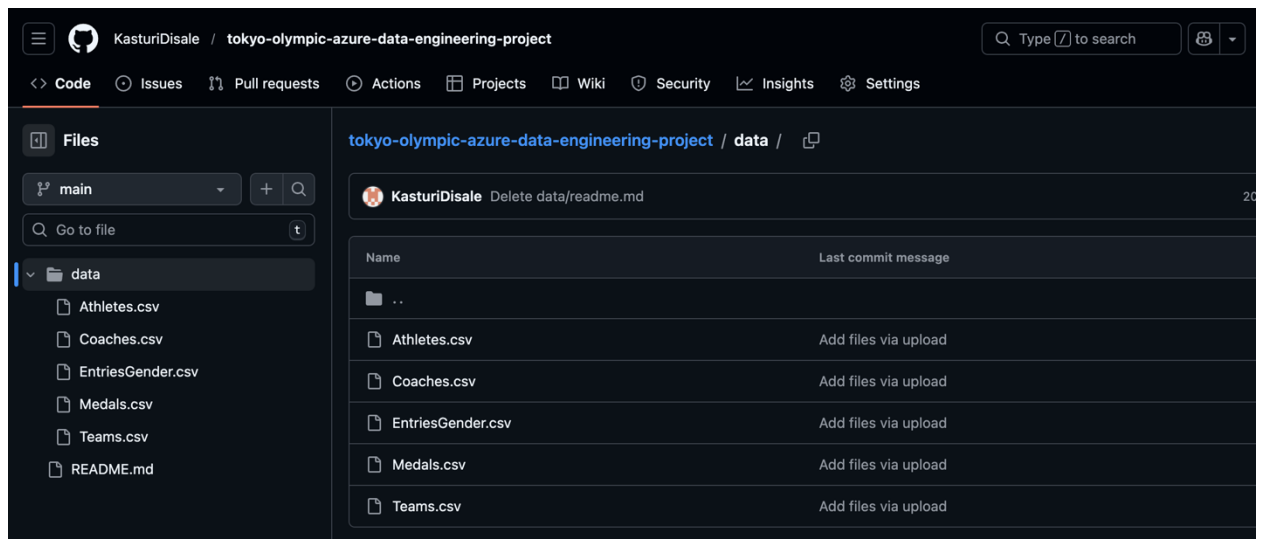 KasturiDisale / tokyo-olympic-azure-data-engineering-project
Type / to search
Code Issues Pull requests Actions Projects Wiki Security Insights Settings
Files
main
Go to file
t
data
Athletes.csv
Coaches.csv
EntriesGender.csv
Medals.csv
Teams.csv
README.md
tokyo-olympic-azure-data-engineering-project / data /
KasturiDisale Delete data/readme.md
20
Name Last commit message
..
Athletes.csv Add files via upload
Coaches.csv Add files via upload
EntriesGender.csv Add files via upload
Medals.csv Add files via upload
Teams.csv Add files via upload